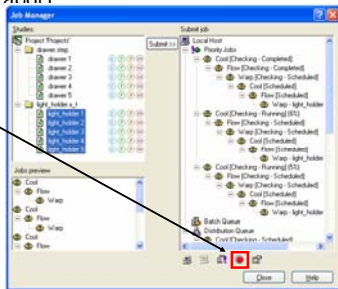 Job Manager
Studies:
Project 'Projects'
drawer.step
drawer 1
drawer 2
drawer 3
drawer 4
drawer 5
light_holder.x_t
light_holder 1
light_holder 2
light_holder 3
light_holder 4
light_holder 5
Jobs preview
Cool
Flow
Warp
Cool
Flow
Warp
Cool
Flow
Submit >>
Submit job
Local Host
Priority Jobs
Cool [Checking - Completed]
Flow [Checking - Completed]
Warp [Checking - Scheduled]
Cool [Scheduled]
Flow [Scheduled]
Warp - light_holder
Cool [Checking - Running] (6%)
Flow [Checking - Scheduled]
Warp [Checking - Scheduled]
Cool [Scheduled]
Flow [Scheduled]
Warp - light_holder
Cool [Checking - Running] (5%)
Flow [Checking - Scheduled]
Warp [Checking - Scheduled]
Cool [Scheduled]
Flow [Scheduled]
Warp - light_holder
Batch Queue
Distribution Queue
Cool [Checking - Scheduled]
Close
Help